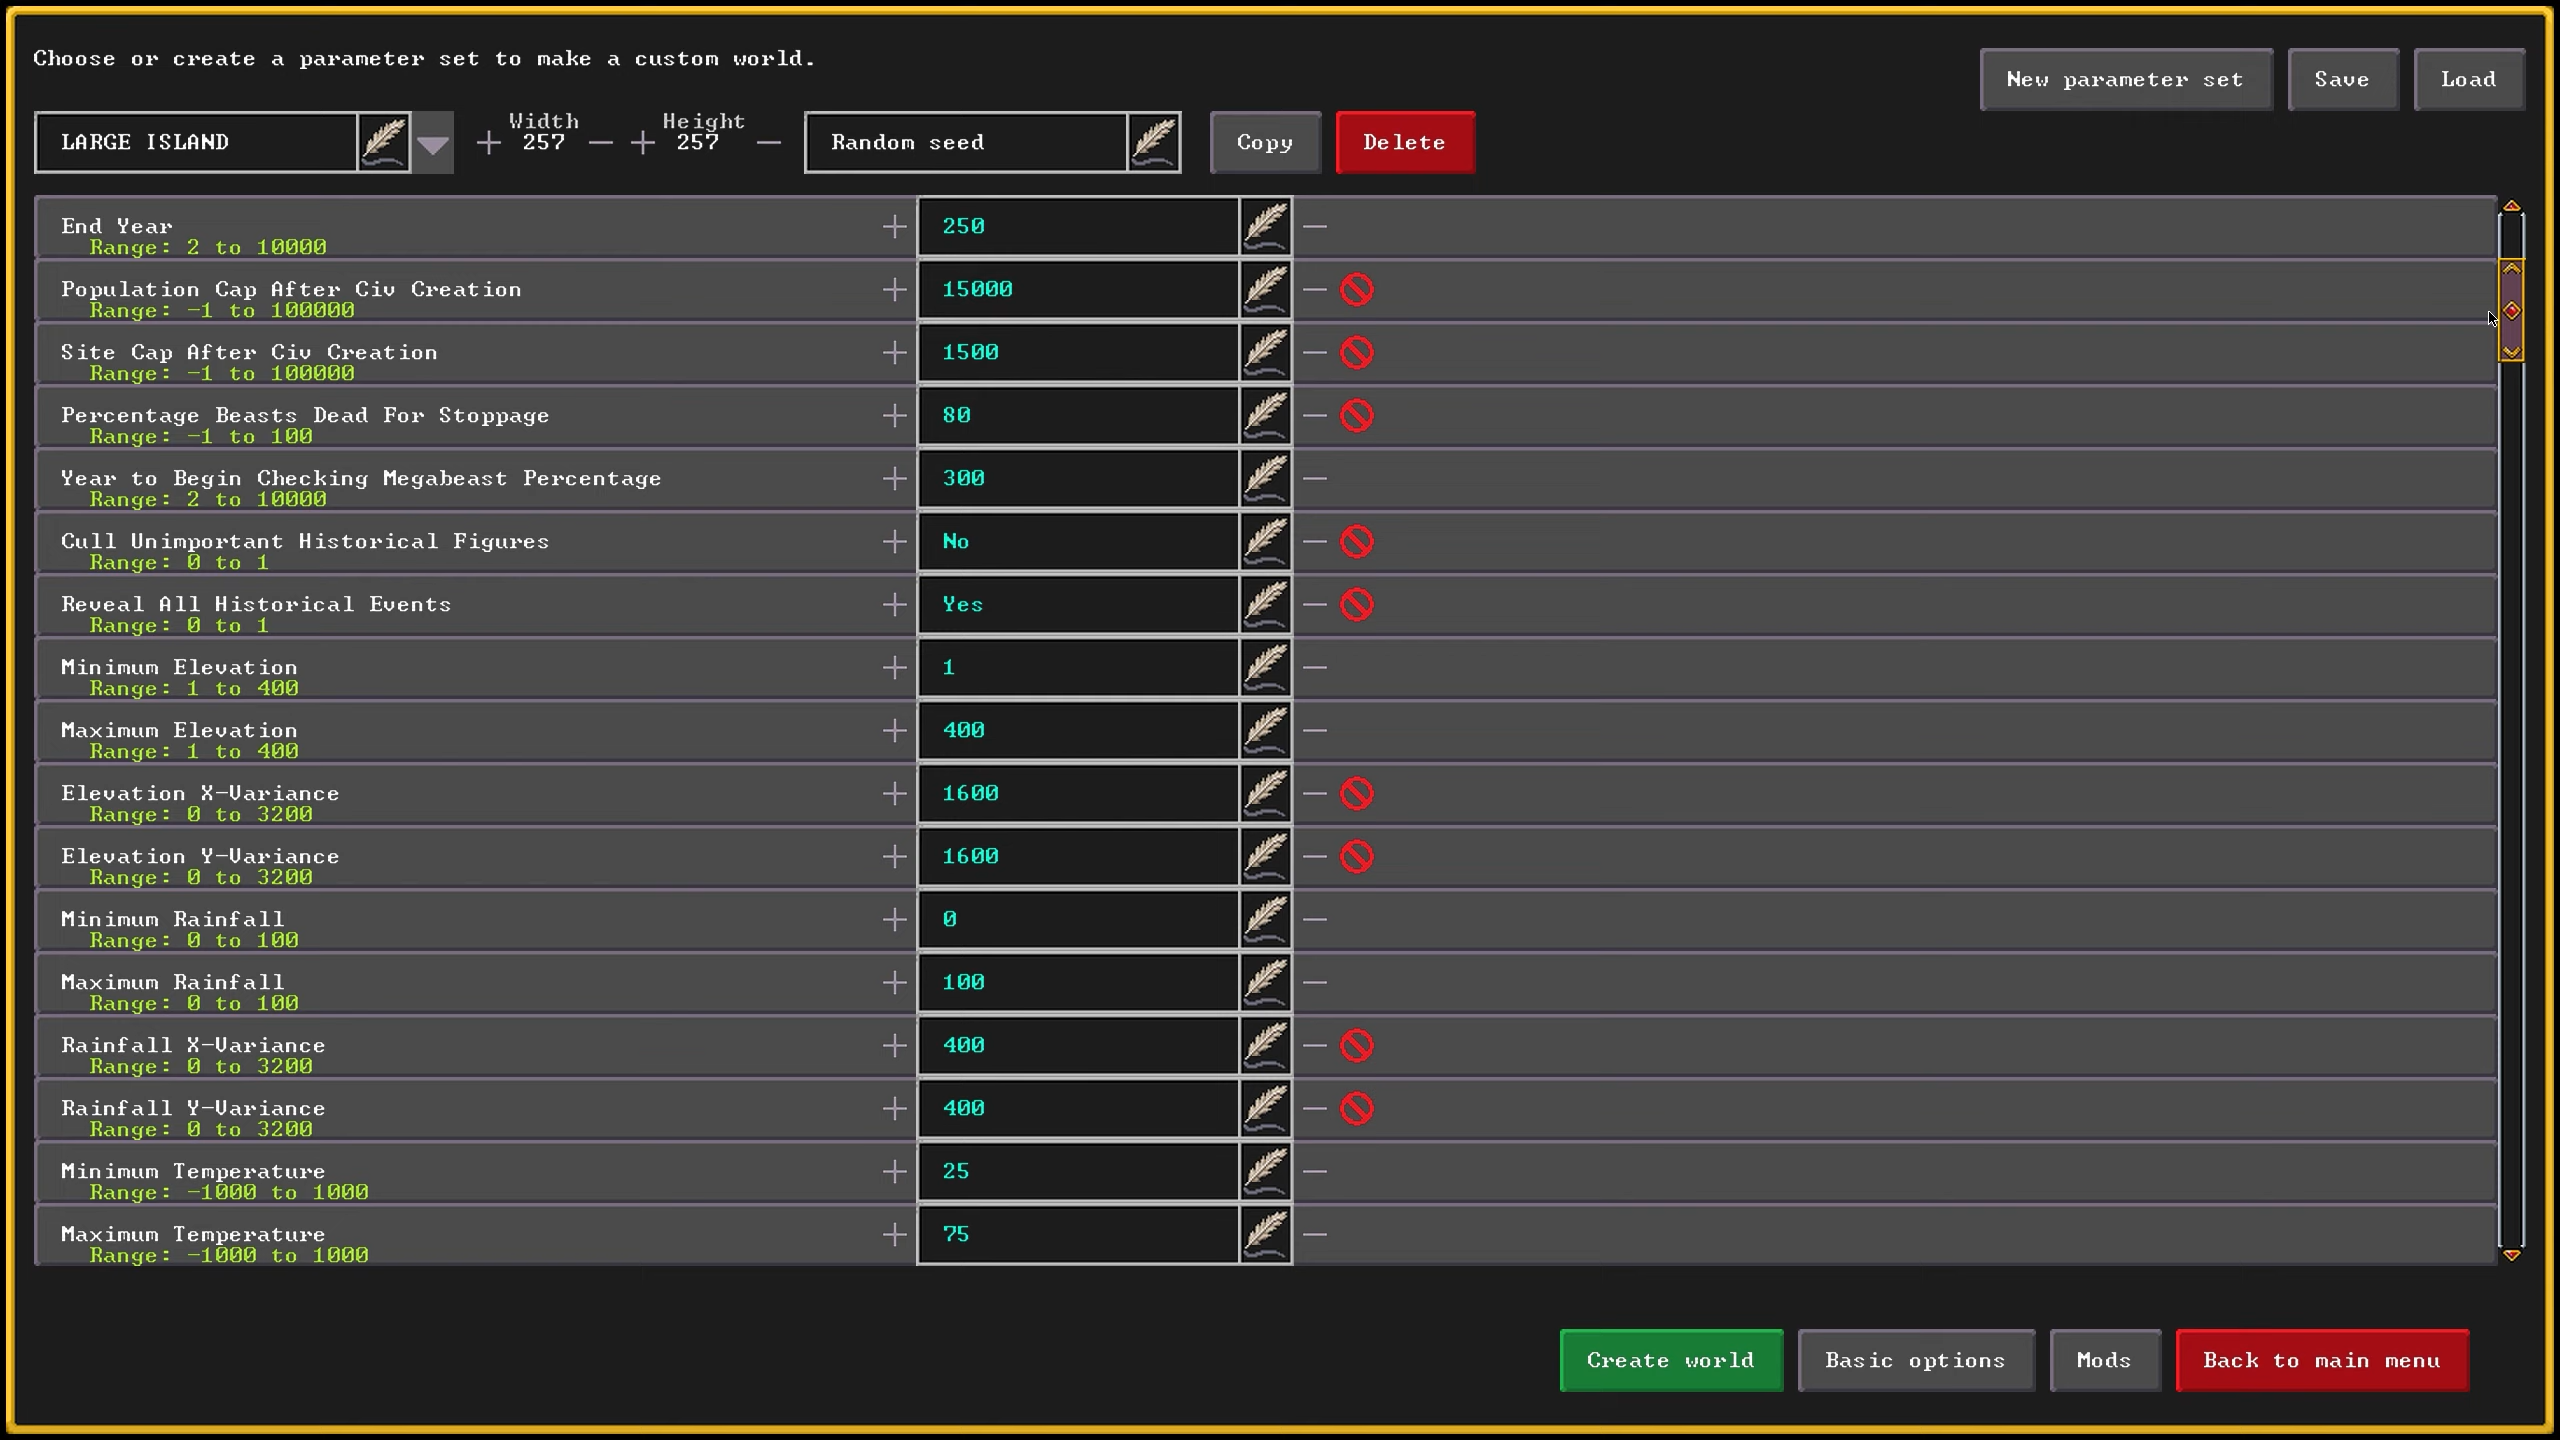 Choose or create a parameter set to make a custom world.
New parameter set Save Load
Width Height
LARGE ISLAND 257 257 Random seed Copy Delete
End Year 250
Range: 2 to 10000
Population Cap After Civ Creation 15000
Range: -1 to 100000
Site Cap After Civ Creation 1500
Range: -1 to 100000
Percentage Beasts Dead For Stoppage 80
Range: -1 to 100
Year to Begin Checking Megabeast Percentage 300
Range: 2 to 10000
Cull Unimportant Historical Figures No
Range: 0 to 1
Reveal All Historical Events Yes
Range: 0 to 1
Minimum Elevation 1
Range: 1 to 400
Maximum Elevation 400
Range: 1 to 400
Elevation X-Variance 1600
Range: 0 to 3200
Elevation Y-Variance 1600
Range: 0 to 3200
Minimum Rainfall 0
Range: 0 to 100
Maximum Rainfall 100
Range: 0 to 100
Rainfall X-Variance 400
Range: 0 to 3200
Rainfall Y-Variance 400
Range: 0 to 3200
Minimum Temperature 25
Range: -1000 to 1000
Maximum Temperature 75
Range: -1000 to 1000
Create world Basic options Mods Back to main menu